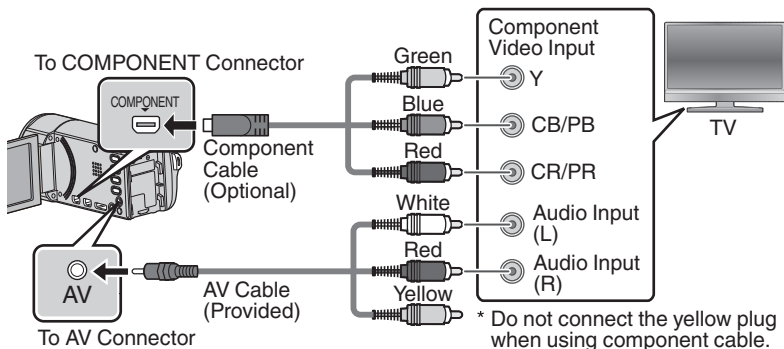 To COMPONENT Connector
COMPONENT
Component
Cable
(Optional)
Green
Blue
Red
White
Red
Yellow
Component
Video Input
Y
CB/PB
CR/PR
Audio Input
(L)
Audio Input
(R)
TV
AV
To AV Connector
AV Cable
(Provided)
* Do not connect the yellow plug
when using component cable.